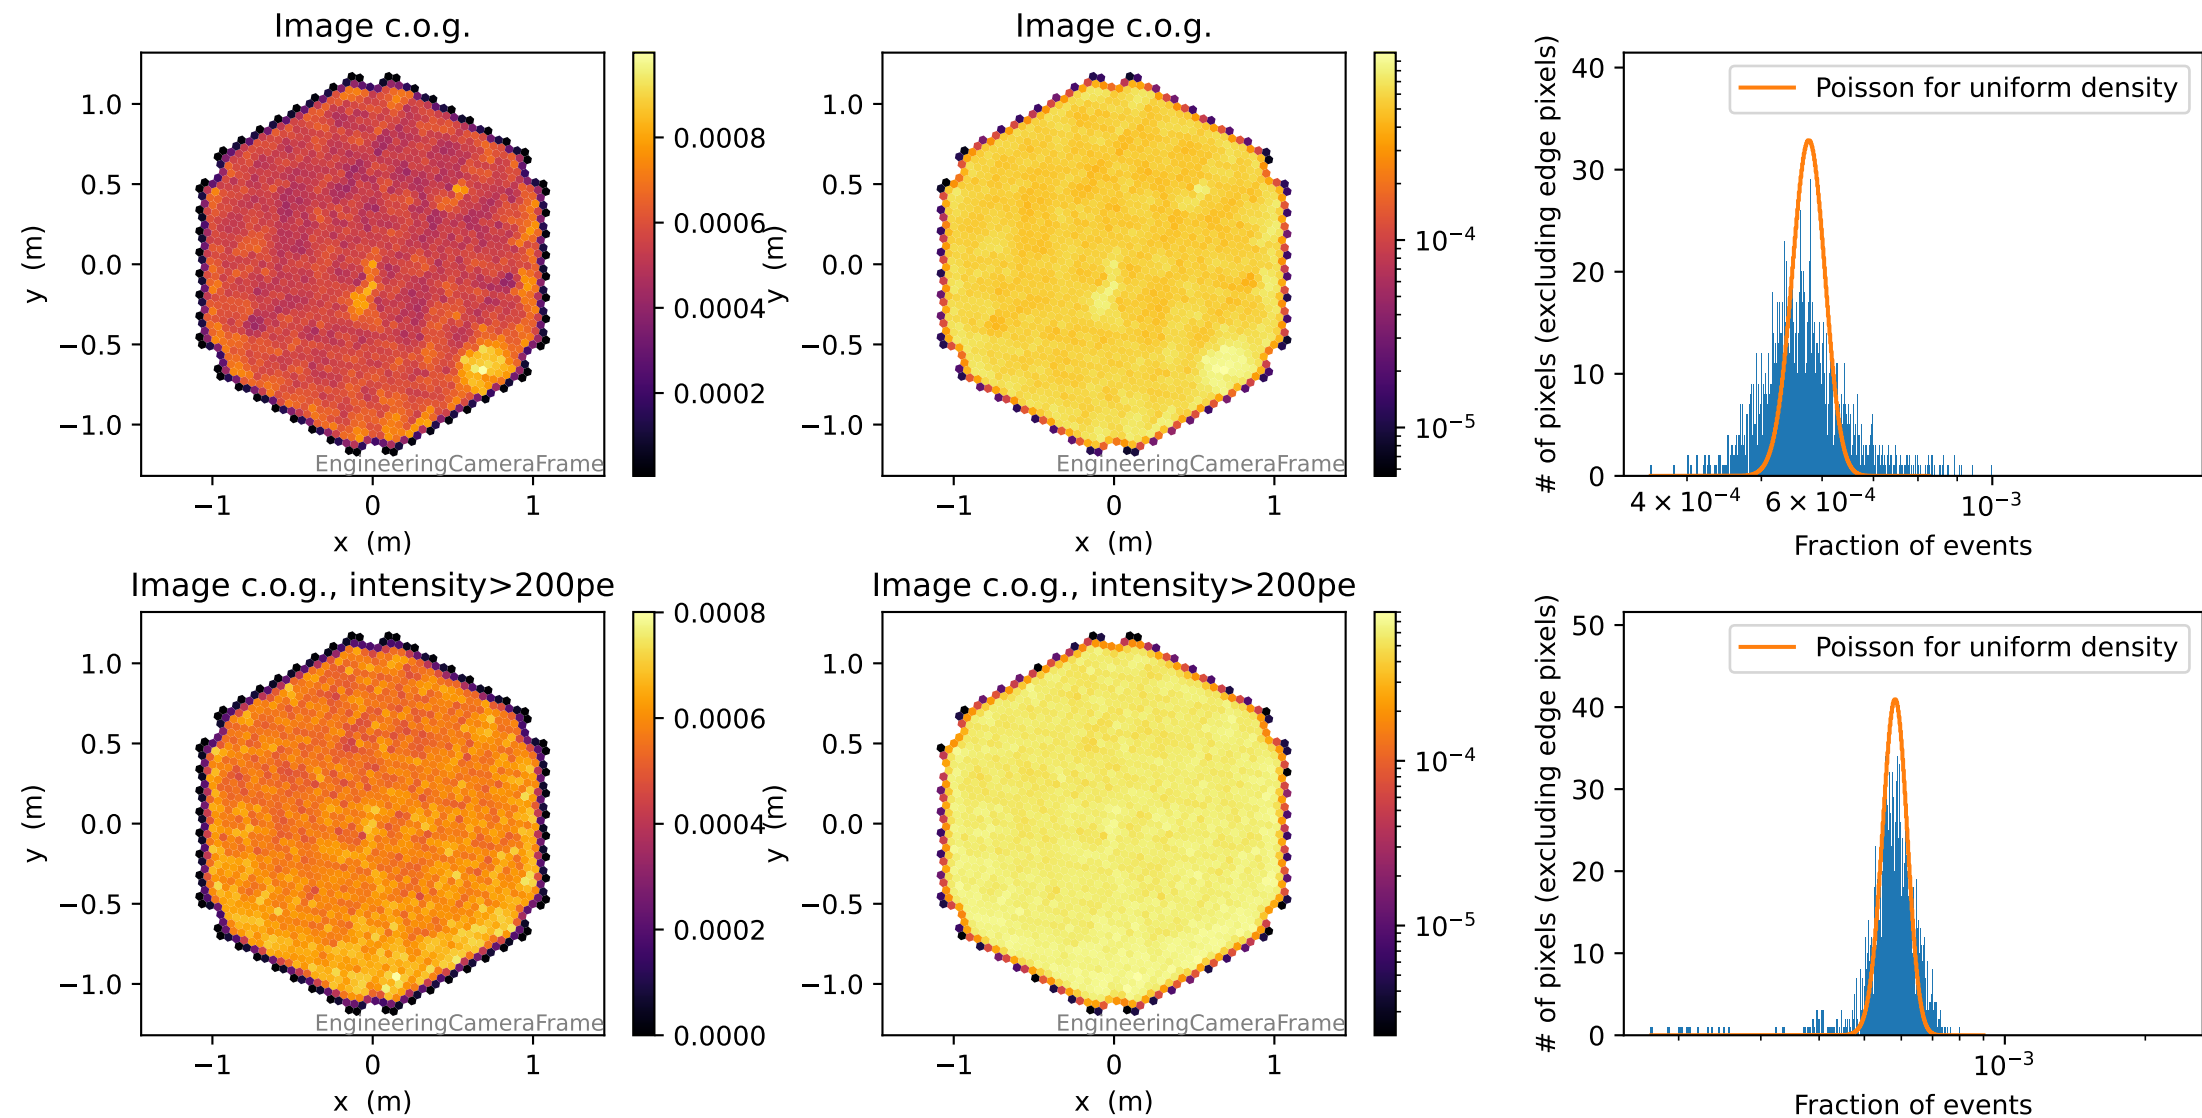 Image c.o.g.
1.0
0.5
0.0
−0.5
−1.0
y (m)
−1
0
1
x (m)
EngineeringCameraFrame
0.0008
0.0006
0.0004
0.0002
Image c.o.g.
1.0
0.5
0.0
−0.5
−1.0
y (m)
−1
0
1
x (m)
EngineeringCameraFrame
10⁻⁴
10⁻⁵
# of pixels (excluding edge pixels)
40
30
20
10
0
Poisson for uniform density
4 × 10⁻⁴
6 × 10⁻⁴
10⁻³
Fraction of events
Image c.o.g., intensity>200pe
1.0
0.5
0.0
−0.5
−1.0
y (m)
−1
0
1
x (m)
EngineeringCameraFrame
0.0008
0.0006
0.0004
0.0002
0.0000
Image c.o.g., intensity>200pe
1.0
0.5
0.0
−0.5
−1.0
y (m)
−1
0
1
x (m)
EngineeringCameraFrame
10⁻⁴
10⁻⁵
# of pixels (excluding edge pixels)
50
40
30
20
10
0
Poisson for uniform density
10⁻³
Fraction of events